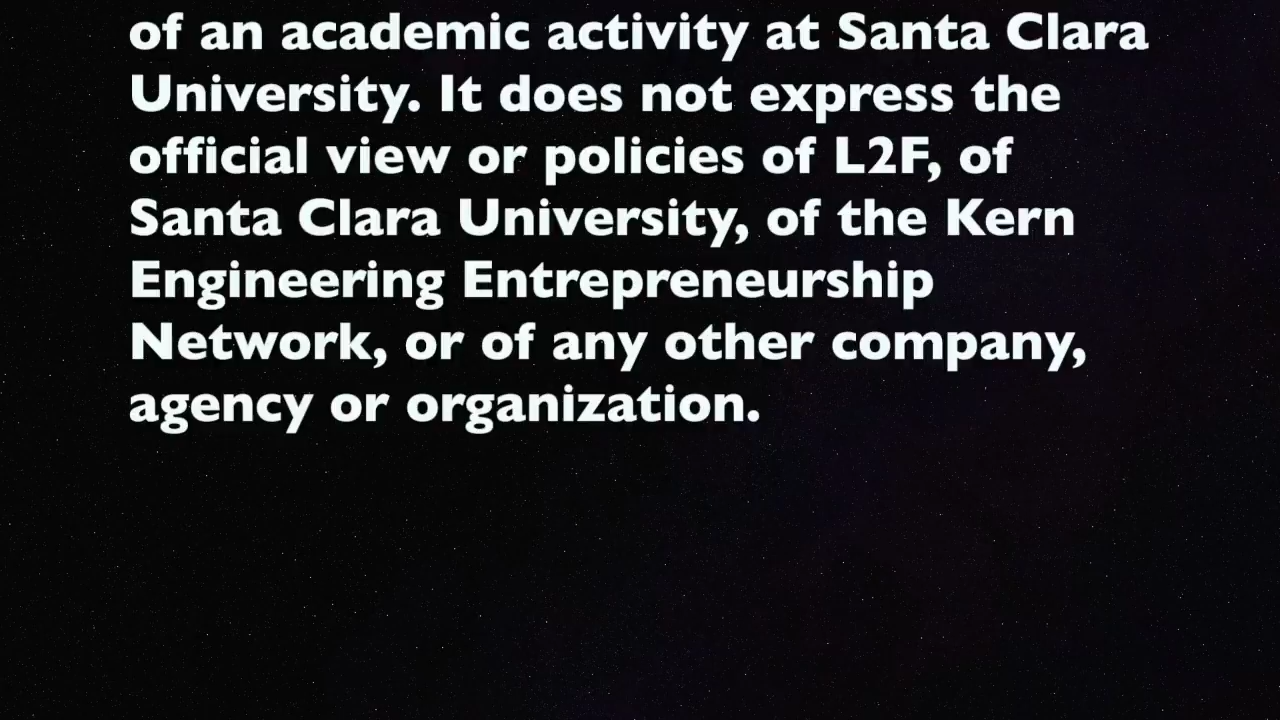 of an academic activity at Santa Clara
University. It does not express the
official view or policies of L2F, of
Santa Clara University, of the Kern
Engineering Entrepreneurship
Network, or of any other company,
agency or organization.